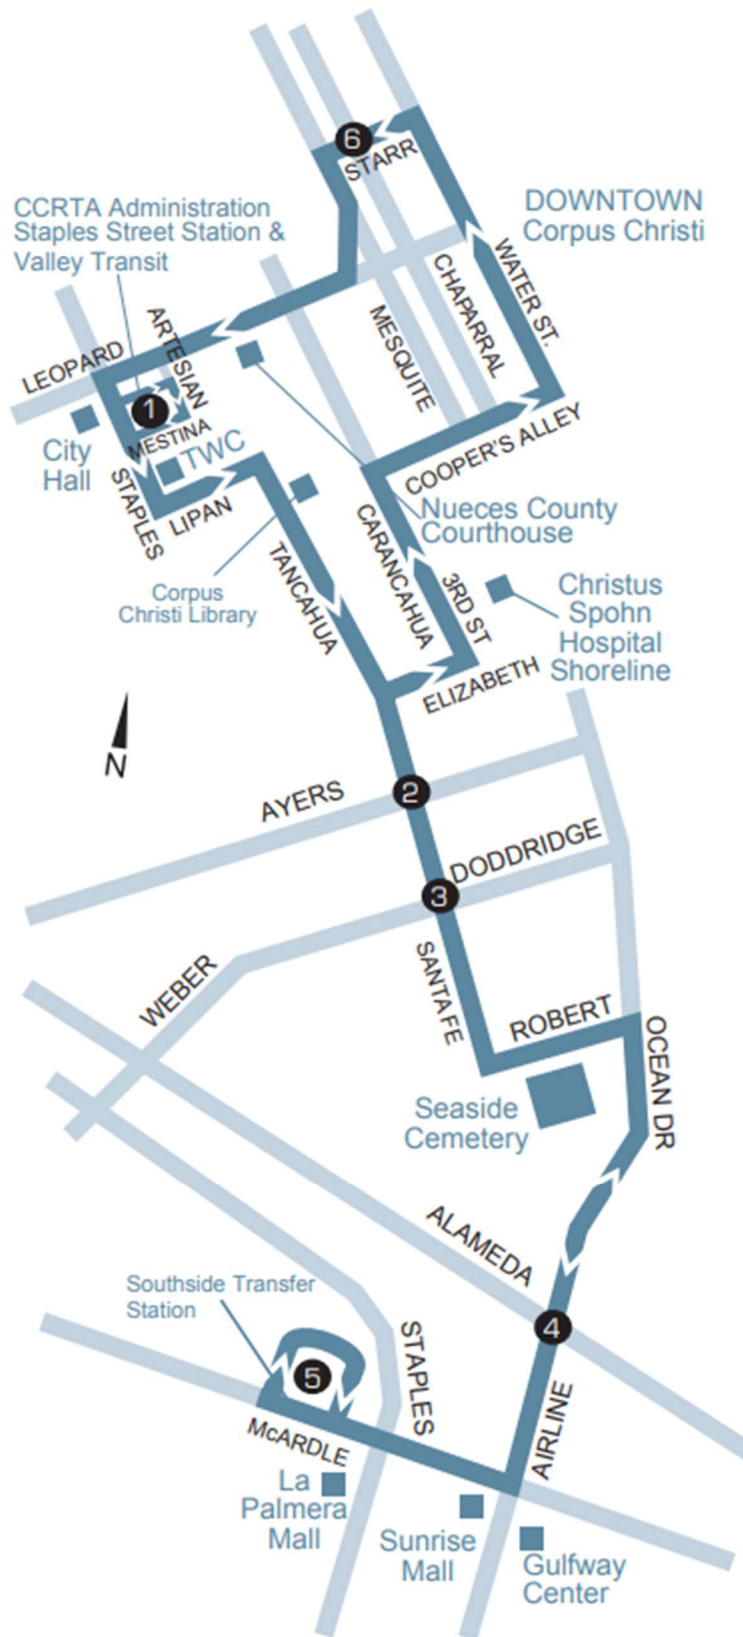 6
STARR
CCRTA Administration
Staples Street Station &
Valley Transit
DOWNTOWN
Corpus Christi
WATER ST.
CHAPARRAL
MESQUITE
ARTESIAN
LEOPARD
1
MESTINA
City
Hall
TWC
STAPLES
LIPAN
COOPER'S ALLEY
Nueces County
Courthouse
CARANCAHUA
TANCAHUA
Corpus
Christi Library
3RD ST
Christus
Spohn
Hospital
Shoreline
ELIZABETH
N
AYERS
2
DODDRIDGE
3
WEBER
SANTA FE
ROBERT
OCEAN DR
Seaside
Cemetery
ALAMEDA
Southside Transfer
Station
4
5
STAPLES
AIRLINE
McARDLE
La
Palmera
Mall
Sunrise
Mall
Gulfway
Center